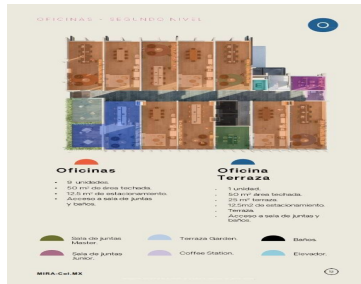 OFICINAS - SEGUNDO NIVEL
Oficinas
• 9 unidades.
• 50 m² de área techada.
• 12.5 m² de estacionamiento.
• Acceso a sala de juntas
y baños.
Oficina
Terraza
1 unidad.
50 m² área techada.
25 m² terraza.
12.5m2 de estacionamiento.
Terraza.
Acceso a sala de juntas y
baños.
Sala de juntas
Master.
Terraza Garden.
Baños.
Sala de juntas
Junior.
Coffee Station.
Elevador.
MIRA-Col.MX